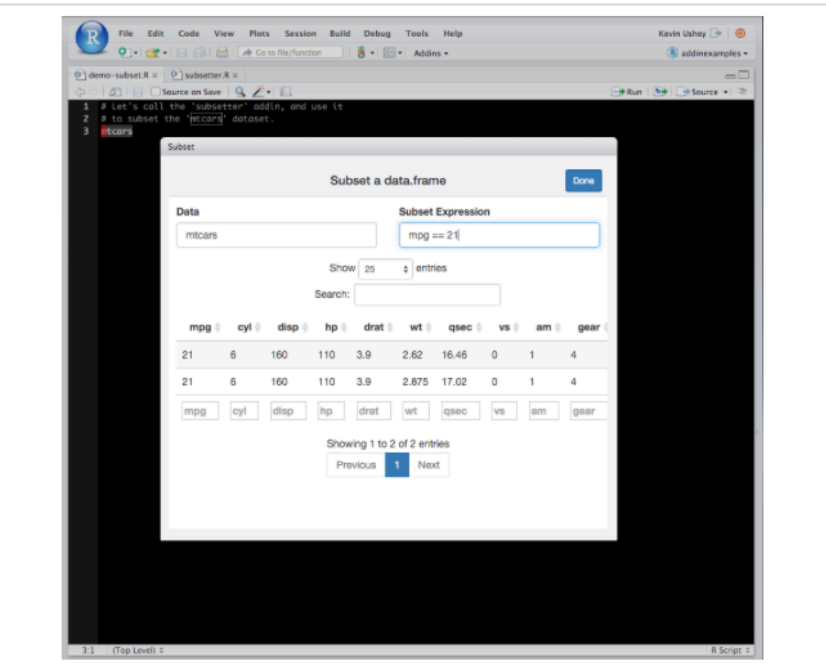 R File Edit Code View Plots Session Build Debug Tools Help Kevin Ushey
Go to file/function Addins addinexamples
demo-subset.R × subsetter.R ×
Source on Save Run Source
1 # Let's call the 'subsetter' addin, and use it
2 # to subset the 'mtcars' dataset.
3 mtcars
Subset
Subset a data.frame Done
Data Subset Expression
mtcars mpg == 21
Show 25 entries
Search:
mpg cyl disp hp drat wt qsec vs am gear
21 6 160 110 3.9 2.62 16.46 0 1 4
21 6 160 110 3.9 2.875 17.02 0 1 4
mpg cyl disp hp drat wt qsec vs am gear
Showing 1 to 2 of 2 entries
Previous 1 Next
3:1 (Top Level) R Script